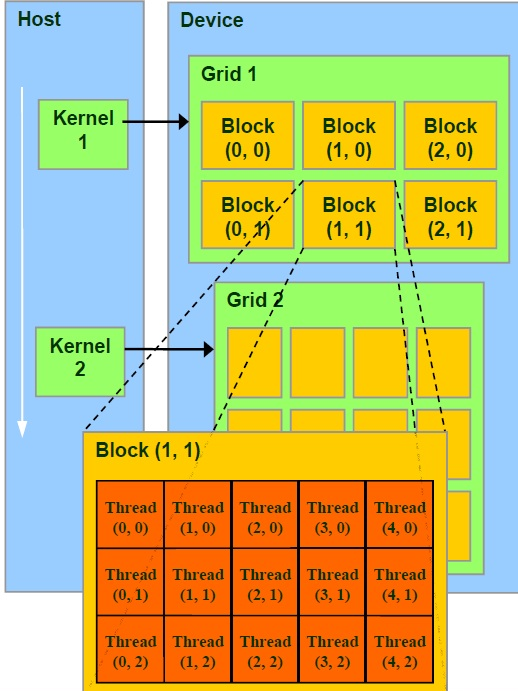 Host
Device
Grid 1
Kernel
1
Block
(0, 0)
Block
(1, 0)
Block
(2, 0)
Block
(0, 1)
Block
(1, 1)
Block
(2, 1)
Grid 2
Kernel
2
Block (1, 1)
Thread
(0, 0)
Thread
(1, 0)
Thread
(2, 0)
Thread
(3, 0)
Thread
(4, 0)
Thread
(0, 1)
Thread
(1, 1)
Thread
(2, 1)
Thread
(3, 1)
Thread
(4, 1)
Thread
(0, 2)
Thread
(1, 2)
Thread
(2, 2)
Thread
(3, 2)
Thread
(4, 2)